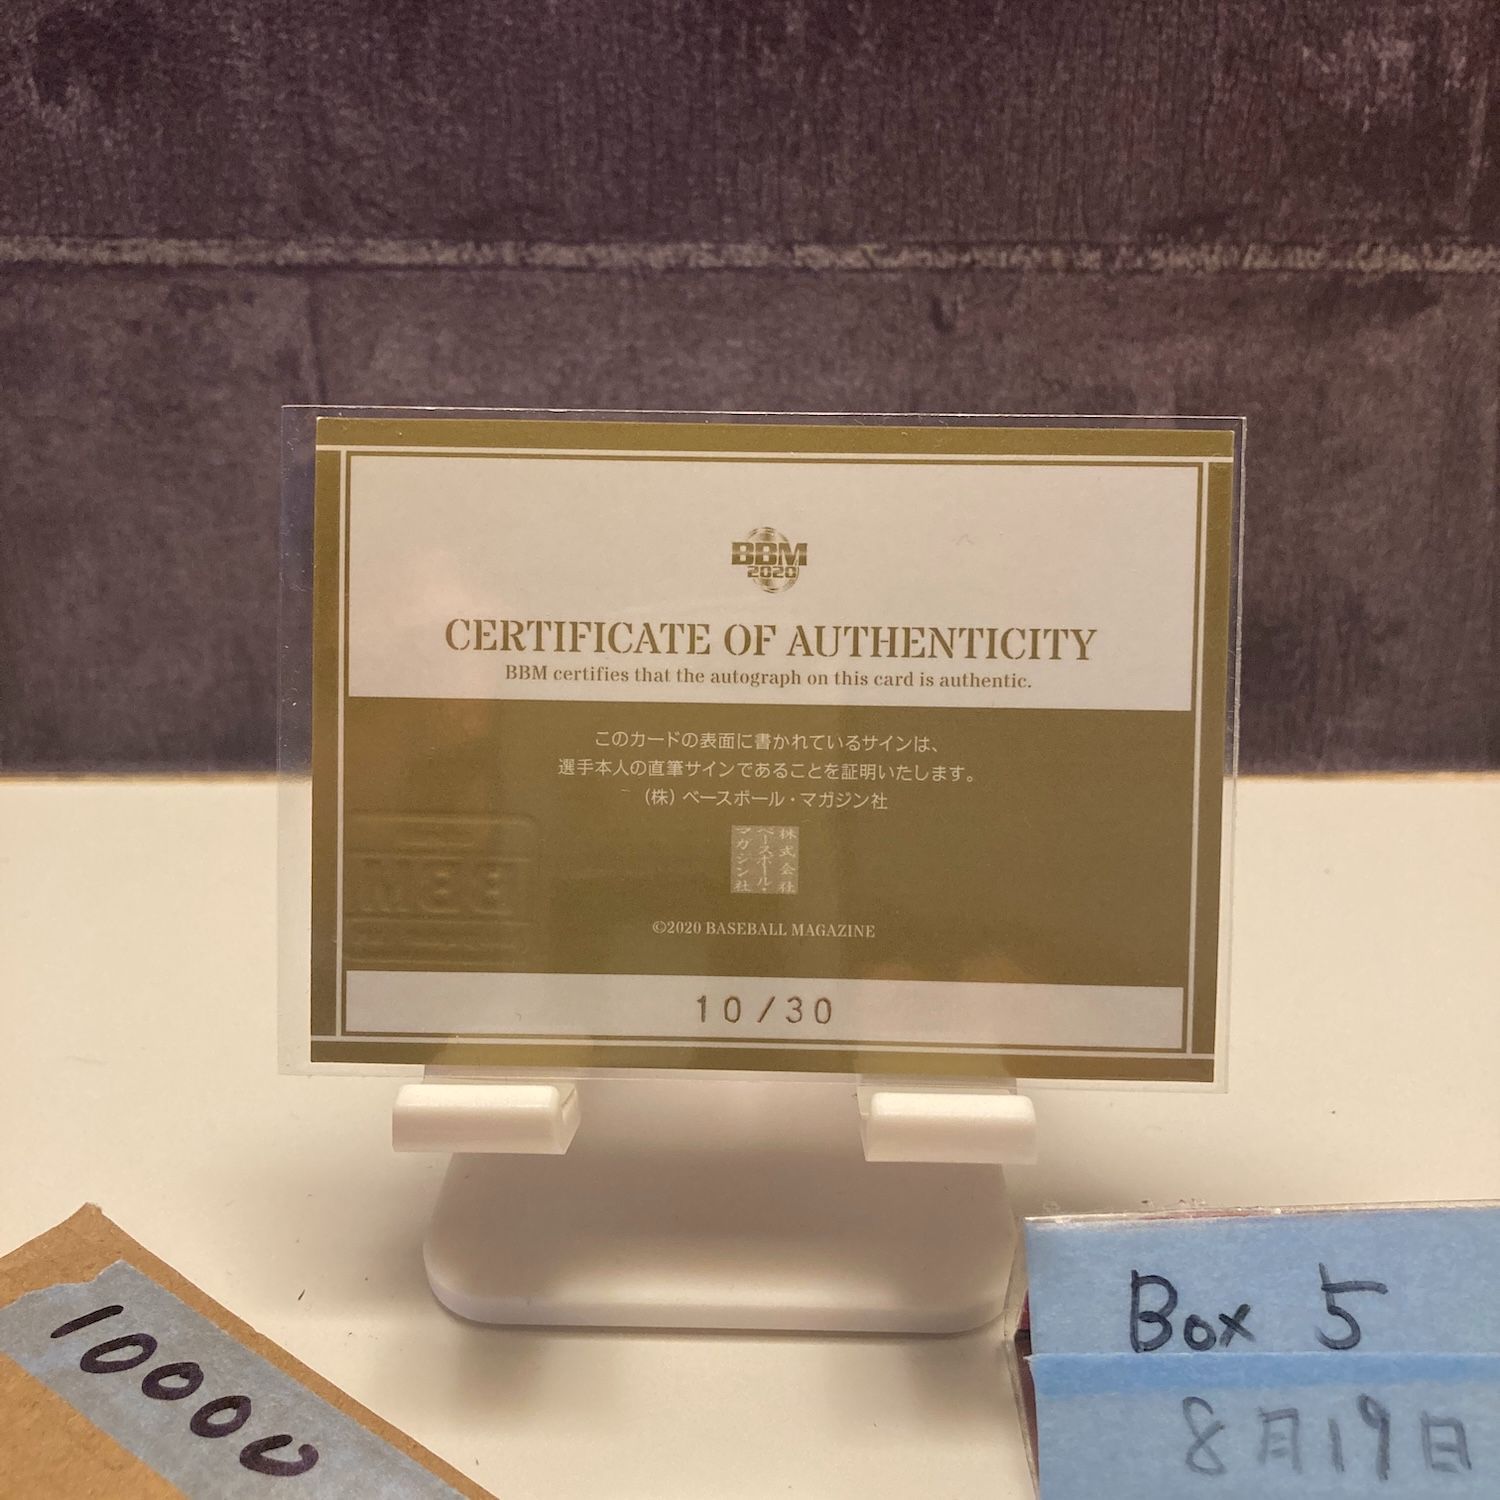 BBM
2020
CERTIFICATE OF AUTHENTICITY
BBM certifies that the autograph on this card is authentic.
このカードの表面に書かれているサインは、
選手本人の直筆サインであることを証明いたします。
(株)ベースボール・マガジン社
株式会社
ベースボール・
マガジン社
©2020 BASEBALL MAGAZINE
10/30
10000
Box 5
8月19日